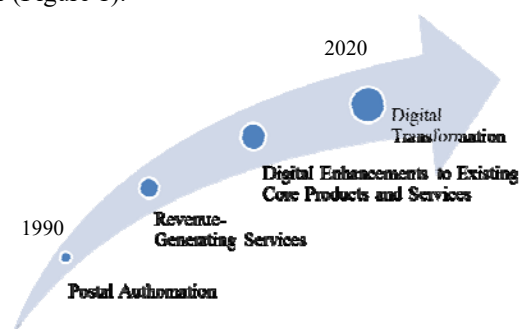 (Figure 1).
2020
Digital
Transformation
Digital Enhancements to Existing
Core Products and Services
1990
Revenue-
Generating Services
Postal Authomation